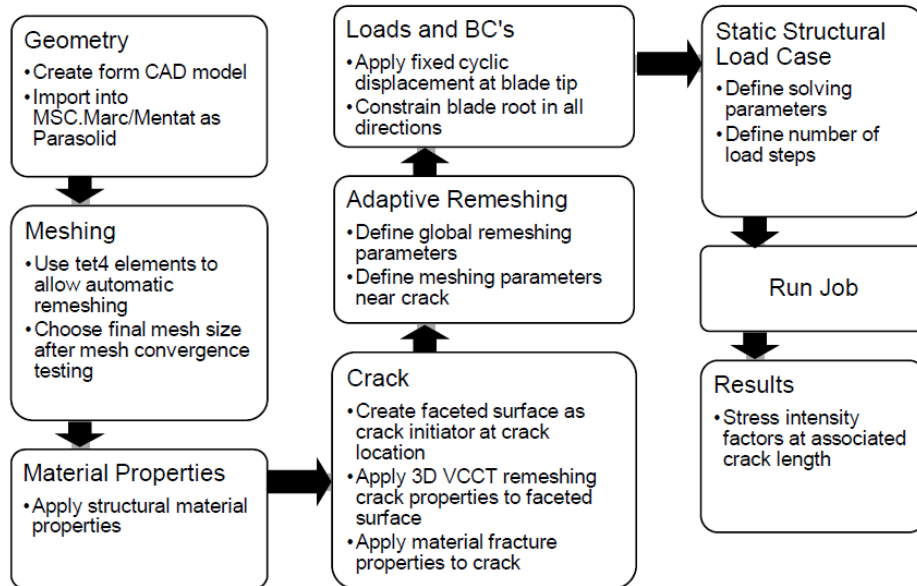 Geometry
•Create form CAD model
•Import into
MSC.Marc/Mentat as
Parasolid
Meshing
•Use tet4 elements to
allow automatic
remeshing
•Choose final mesh size
after mesh convergence
testing
Material Properties
•Apply structural material
properties
Crack
•Create faceted surface as
crack initiator at crack
location
•Apply 3D VCCT remeshing
crack properties to faceted
surface
•Apply material fracture
properties to crack
Adaptive Remeshing
•Define global remeshing
parameters
•Define meshing parameters
near crack
Loads and BC's
•Apply fixed cyclic
displacement at blade tip
•Constrain blade root in all
directions
Static Structural
Load Case
•Define solving
parameters
•Define number of
load steps
Run Job
Results
•Stress intensity
factors at associated
crack length